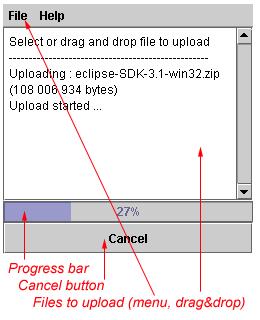 File Help
Select or drag and drop file to upload
----------------------------------------------------
Uploading : eclipse-SDK-3.1-win32.zip
(108 006 934 bytes)
Upload started ...
27%
Cancel
Progress bar
Cancel button
Files to upload (menu, drag&drop)